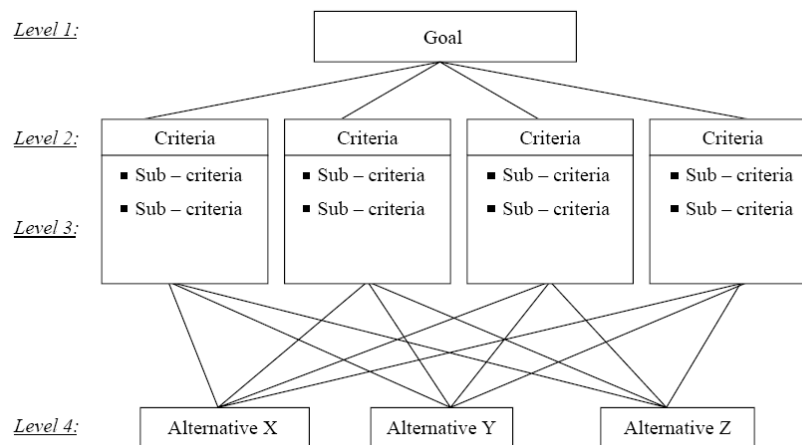 Level 1:
Goal
Level 2:
Criteria Criteria Criteria Criteria
▪ Sub – criteria ▪ Sub – criteria ▪ Sub – criteria ▪ Sub – criteria
▪ Sub – criteria ▪ Sub – criteria ▪ Sub – criteria ▪ Sub – criteria
Level 3:
Level 4:
Alternative X Alternative Y Alternative Z